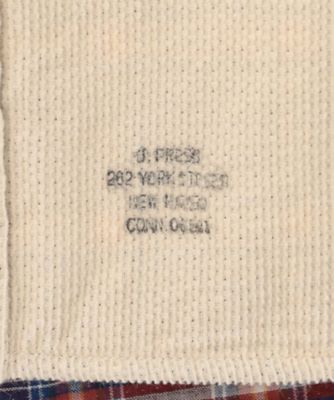 J. PRESS
262 YORK STREET
NEW HAVEN
CONN. 06511